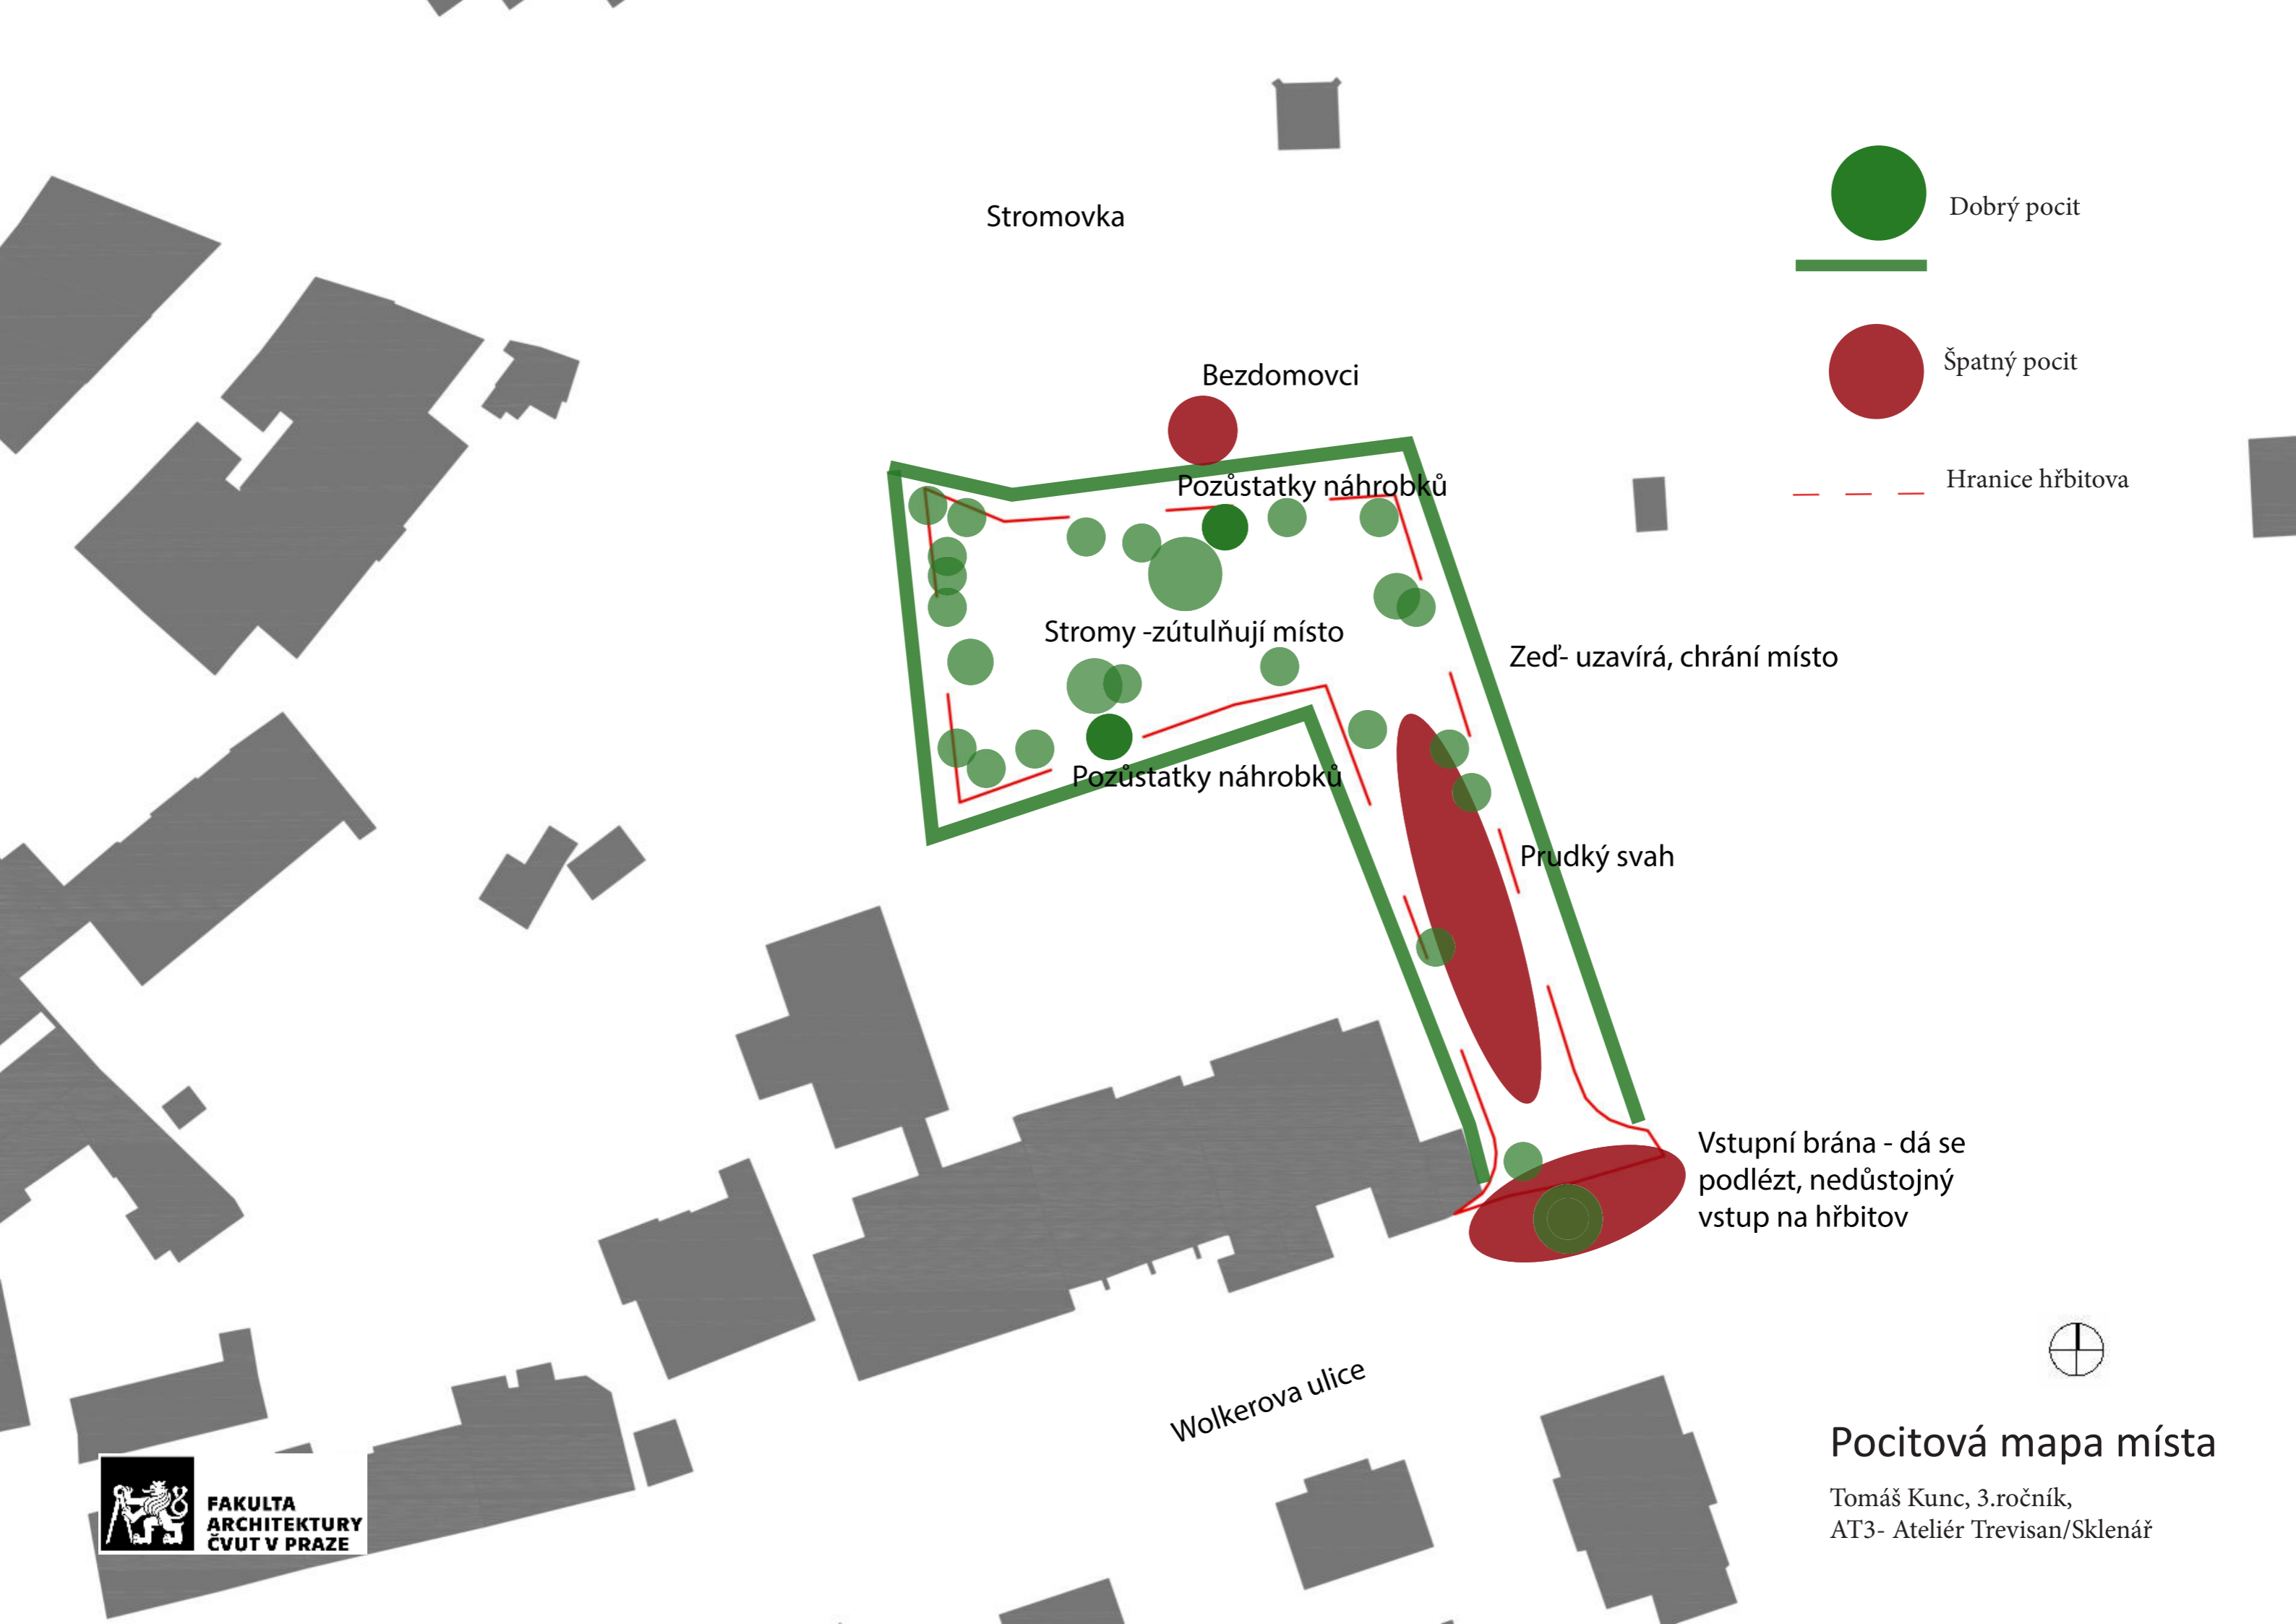 Stromovka
Dobrý pocit
Špatný pocit
Hranice hřbitova
Bezdomovci
Pozůstatky náhrobků
Stromy -zútulňují místo
Zeď- uzavírá, chrání místo
Pozůstatky náhrobků
Prudký svah
Vstupní brána - dá se
podlézt, nedůstojný
vstup na hřbitov
Wolkerova ulice
Pocitová mapa místa
Tomáš Kunc, 3.ročník,
AT3- Ateliér Trevisan/Sklenář
FAKULTA
ARCHITEKTURY
ČVUT V PRAZE